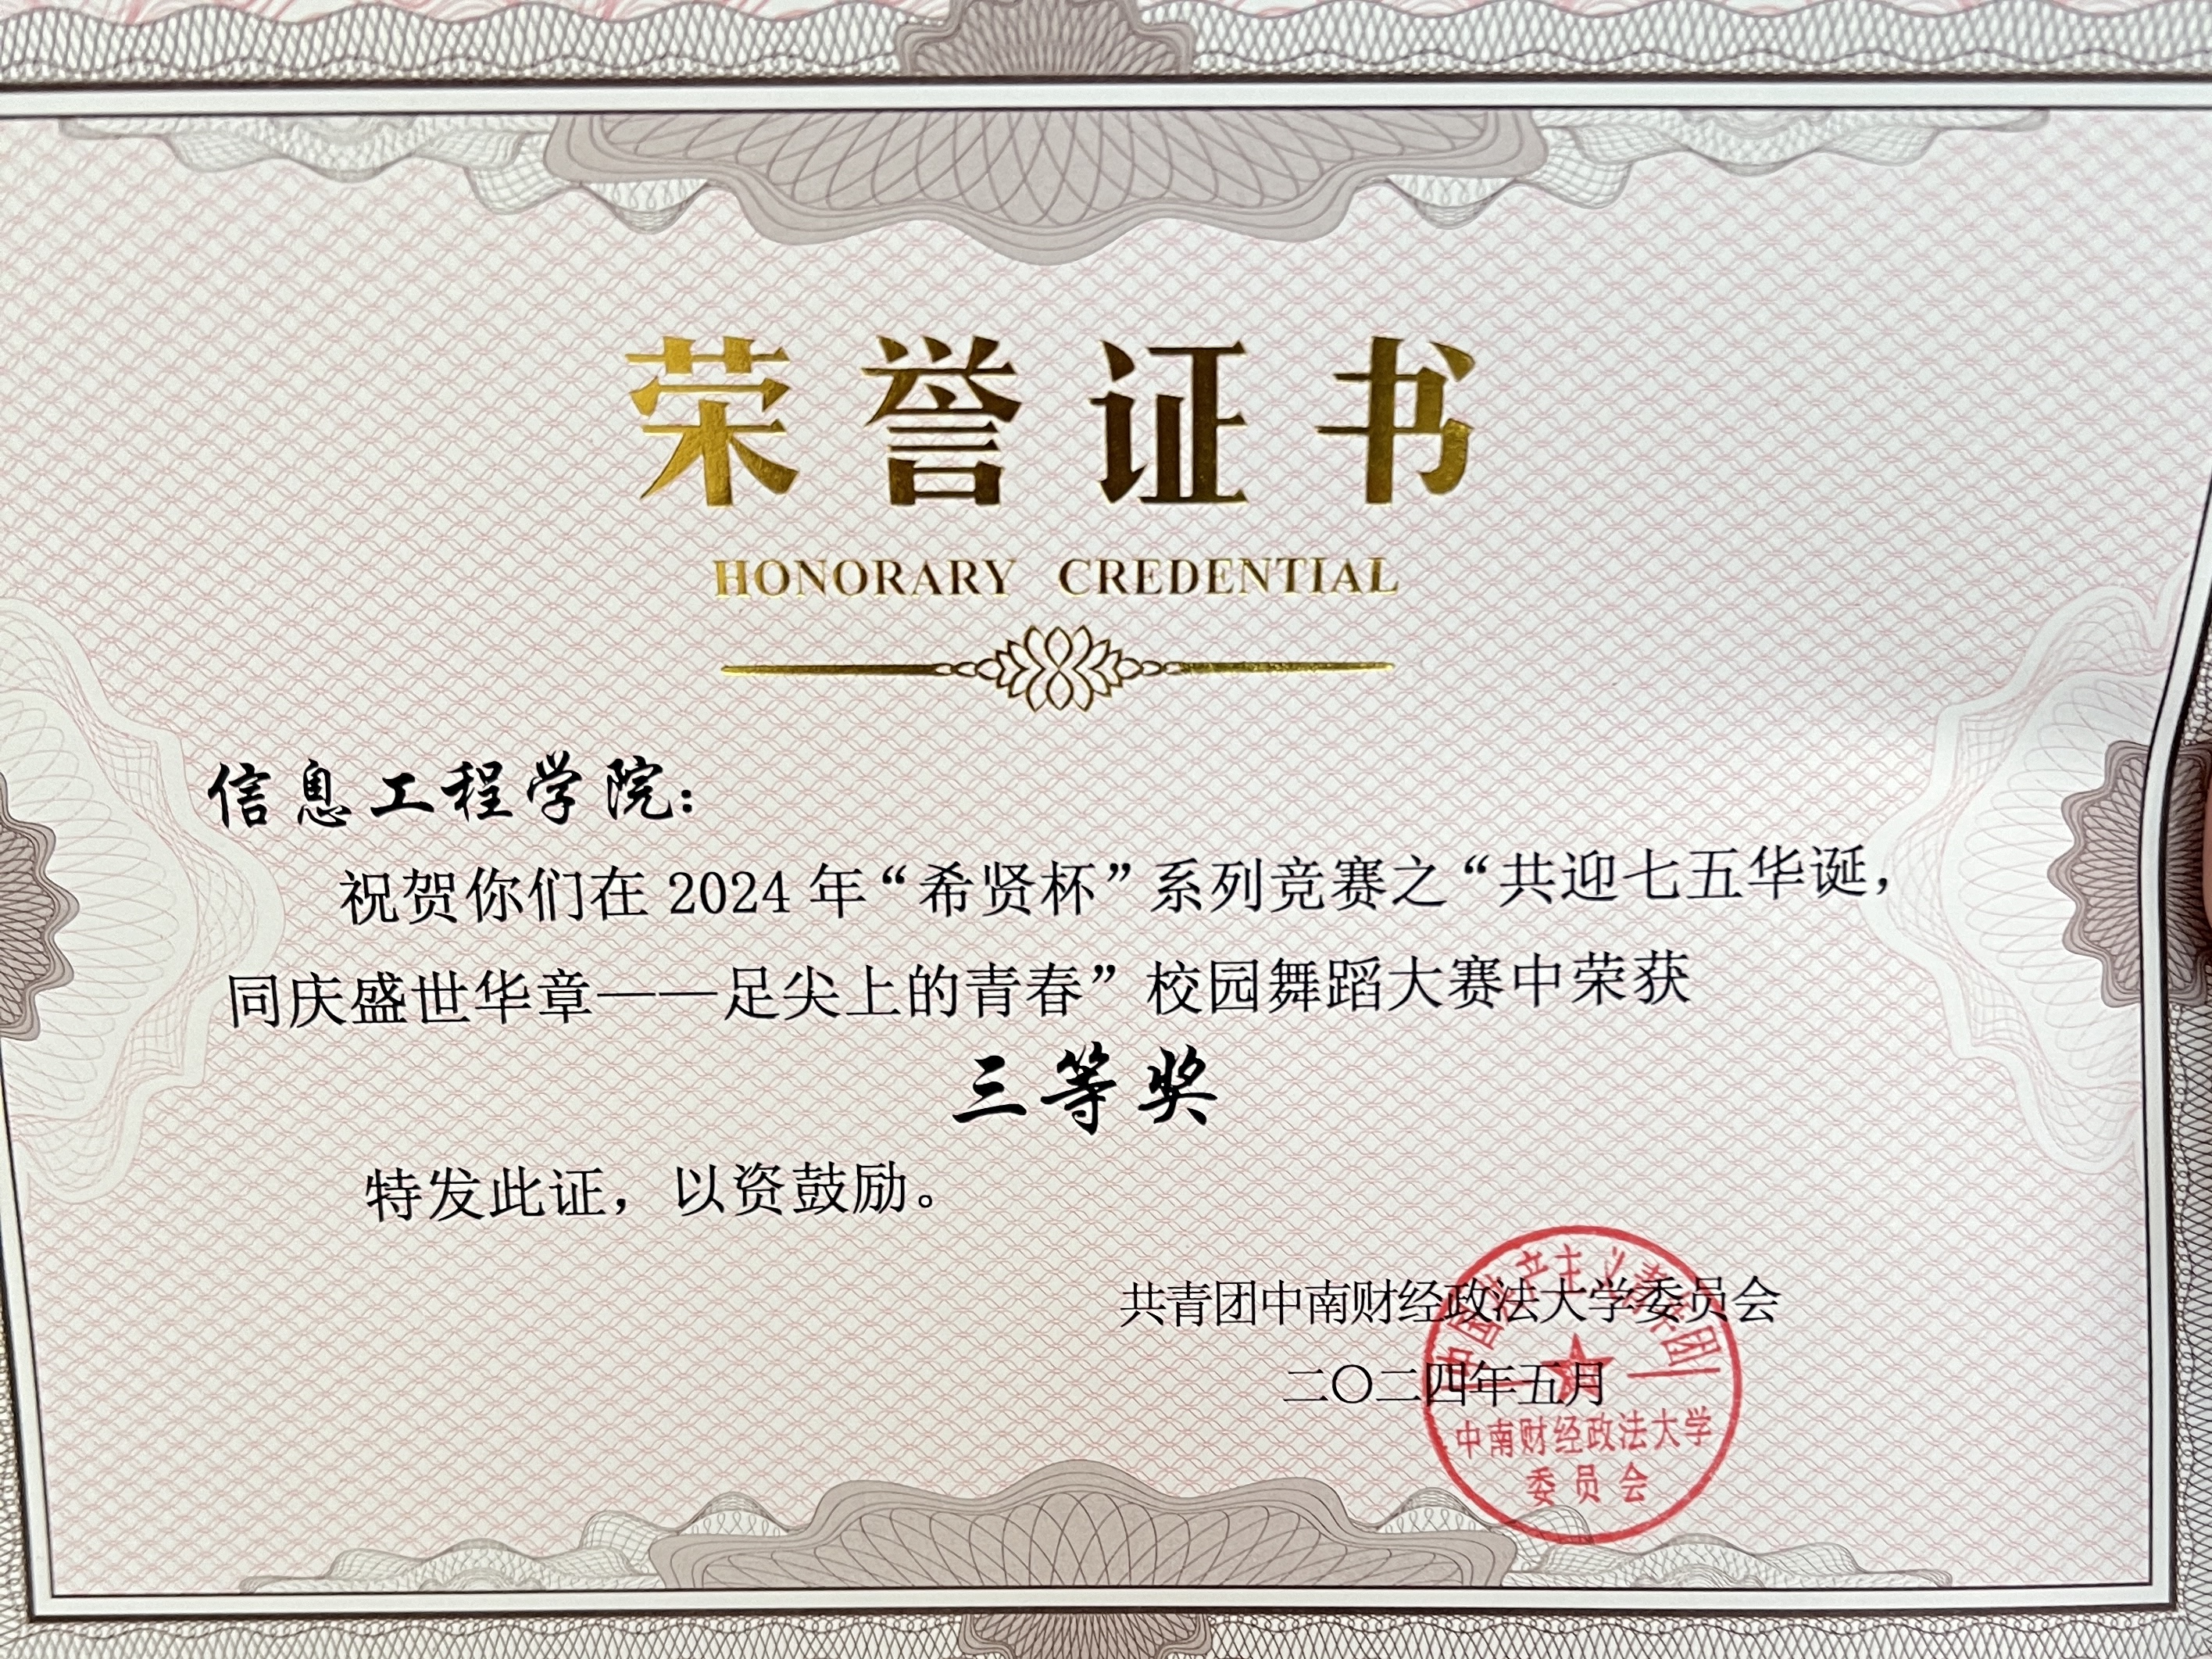 荣誉证书
HONORARY CREDENTIAL
信息工程学院：
祝贺你们在 2024 年“希贤杯”系列竞赛之“共迎七五华诞，
同庆盛世华章——足尖上的青春”校园舞蹈大赛中荣获
三等奖
特发此证，以资鼓励。
共青团中南财经政法大学委员会
二〇二四年五月
中国共产主义青年团
中南财经政法大学
委员会